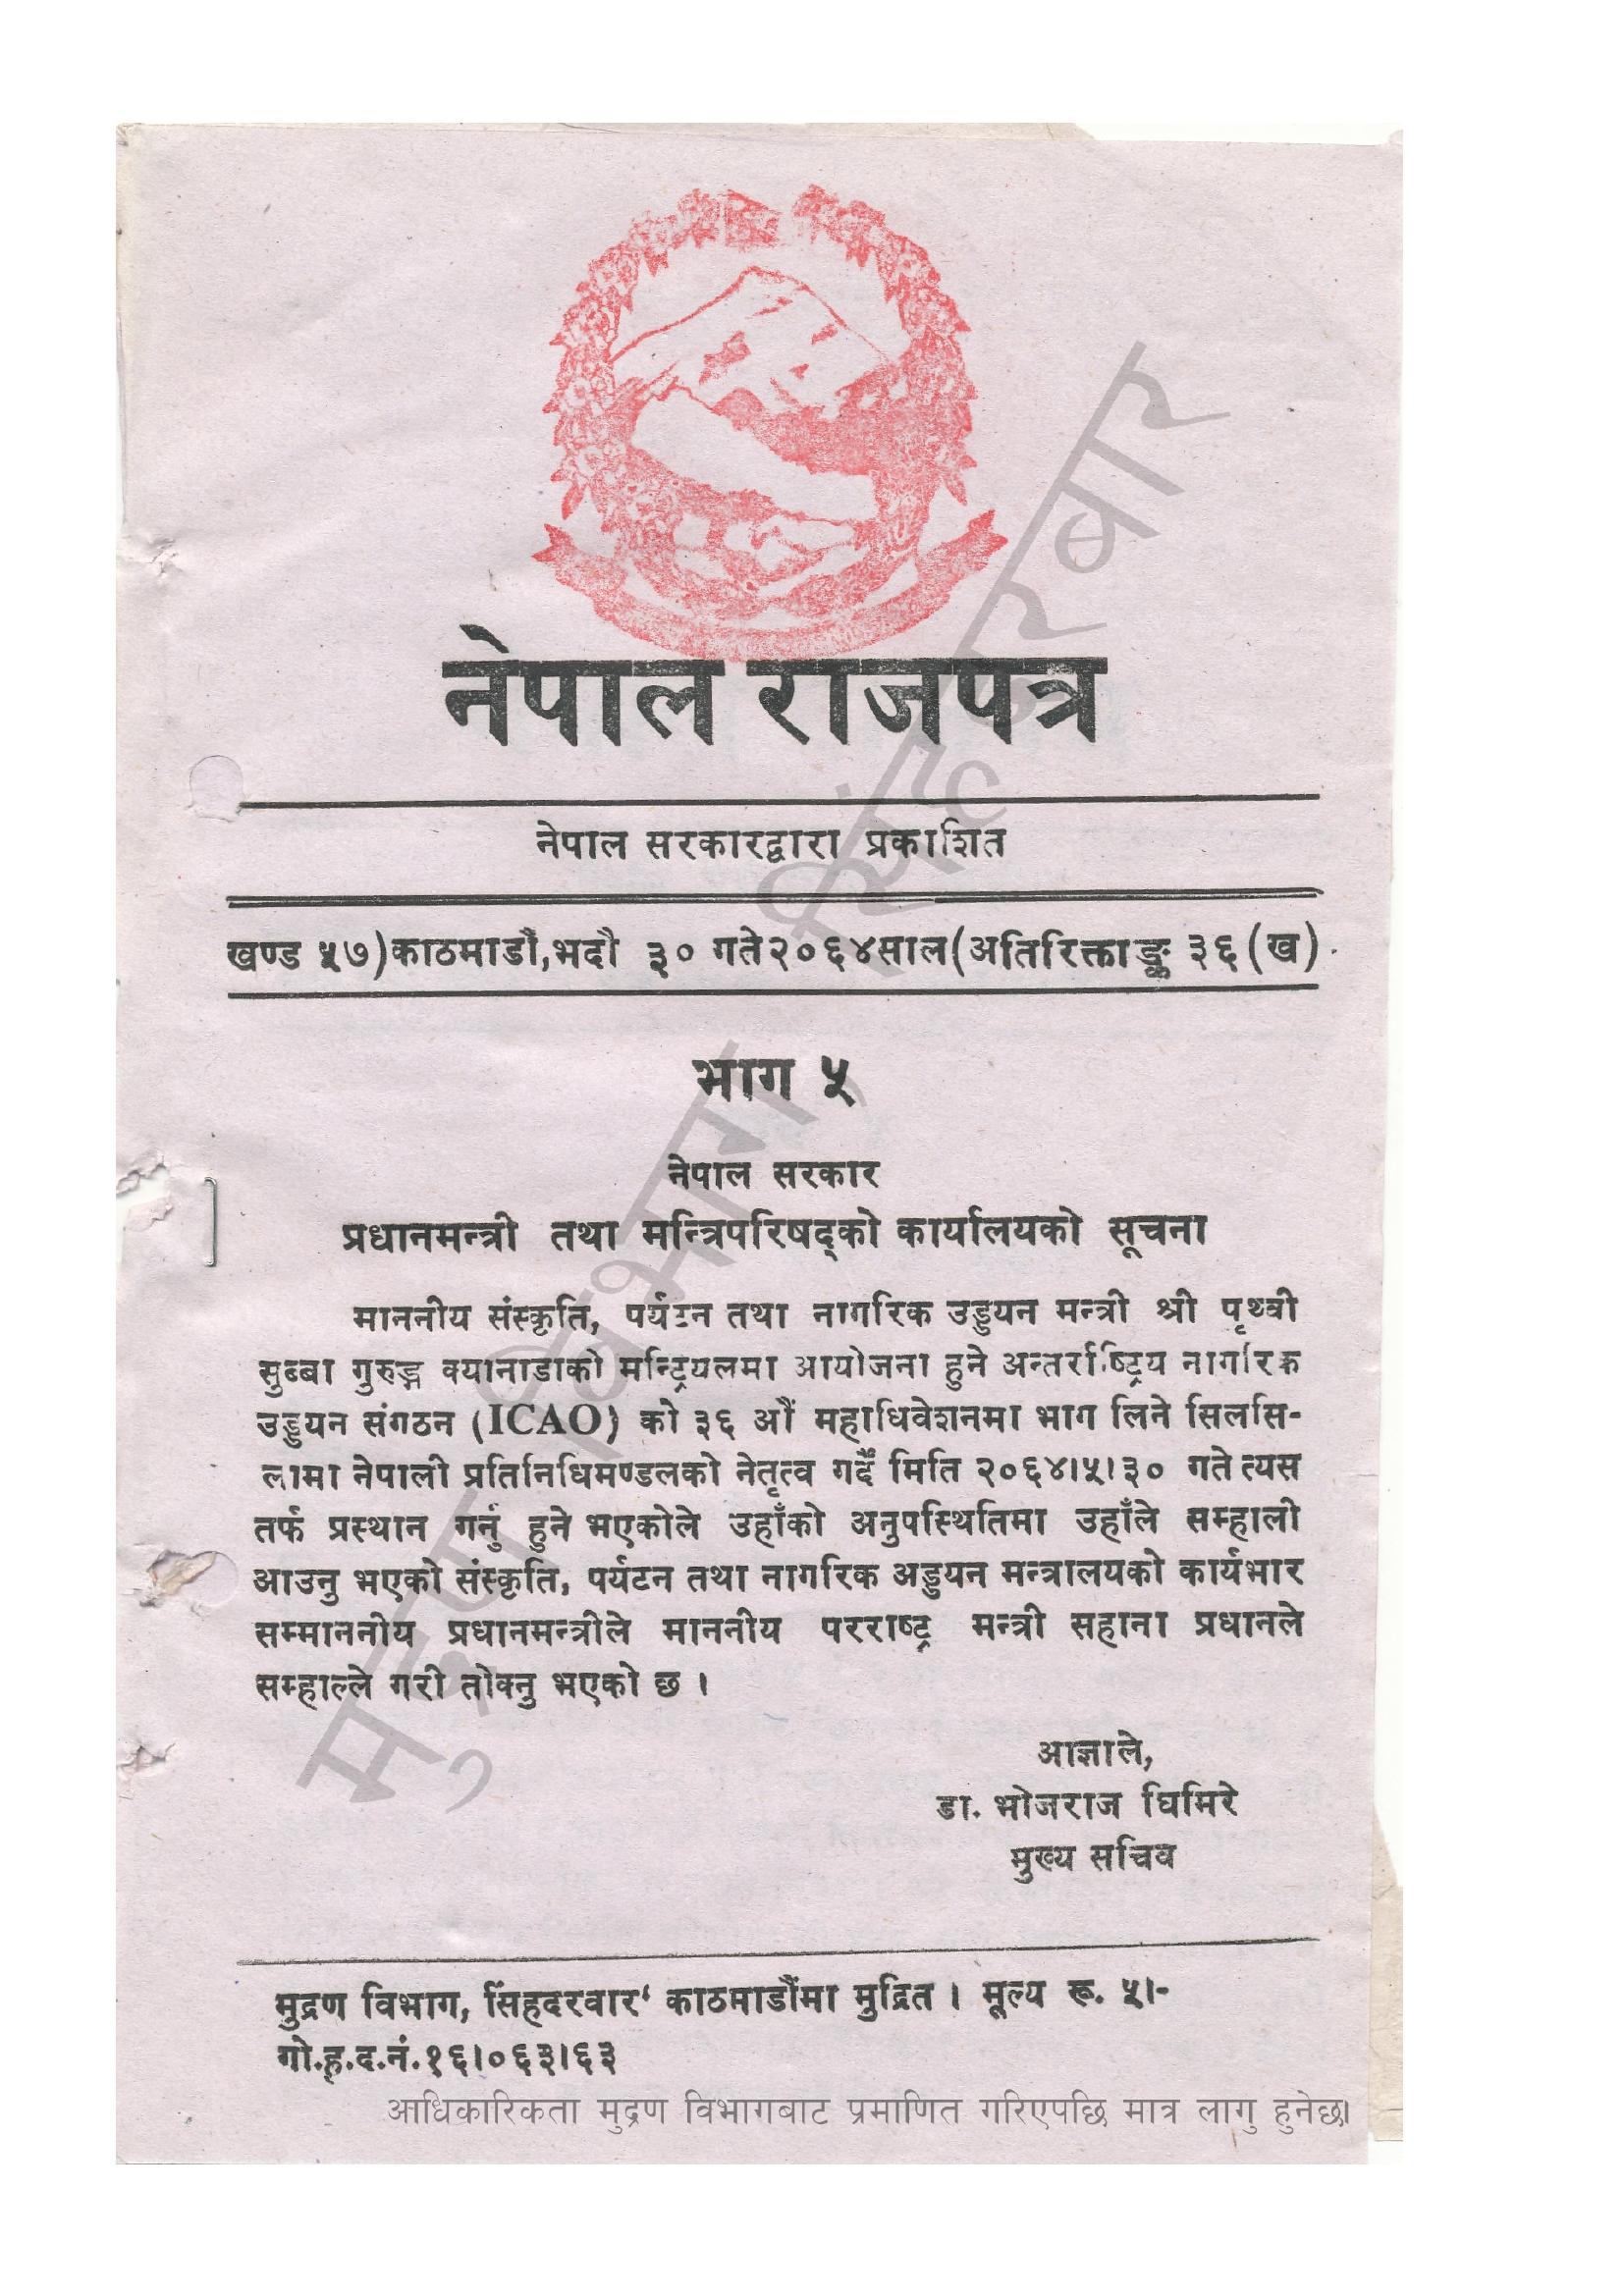 नेपाल राजपत्र
नेपाल सरकारद्वारा प्रकाशित
खण्ड ५७) काठमाडौं, भदौ ३० गते २०६४ साल (अतिरिक्ताङ्क ३६ (ख)
भाग ५
नेपाल सरकार
प्रधानमन्त्री तथा मन्त्रिपरिषद्को कार्यालयको सूचना
माननीय संस्कृति, पर्यटन तथा नागरिक उड्डयन मन्त्री श्री पृथ्वी
सुब्बा गुरुङ्ग क्यानाडाको मन्ट्रियलमा आयोजना हुने अन्तर्राष्ट्रिय नागरिक
उड्डयन संगठन (ICAO) को ३६ औं महाधिवेशनमा भाग लिने सिलसि-
लामा नेपाली प्रतिनिधिमण्डलको नेतृत्व गर्दै मिति २०६४।५।३० गते त्यस
तर्फ प्रस्थान गर्नु हुने भएकोले उहाँको अनुपस्थितिमा उहाँले सम्हाली
आउनु भएको संस्कृति, पर्यटन तथा नागरिक अड्डयन मन्त्रालयको कार्यभार
सम्माननीय प्रधानमन्त्रीले माननीय परराष्ट्र मन्त्री सहाना प्रधानले
सम्हाल्ले गरी तोक्नु भएको छ ।
आज्ञाले,
डा. भोजराज घिमिरे
मुख्य सचिव
मुद्रण विभाग, सिंहदरवार' काठमाडौंमा मुद्रित । मूल्य रू. ५।-
गो.ह.द.नं.१६।०६३।६३
आधिकारिकता मुद्रण विभागबाट प्रमाणित गरिएपछि मात्र लागु हुनेछ।
मुद्रण विभाग, सिंहदरबार